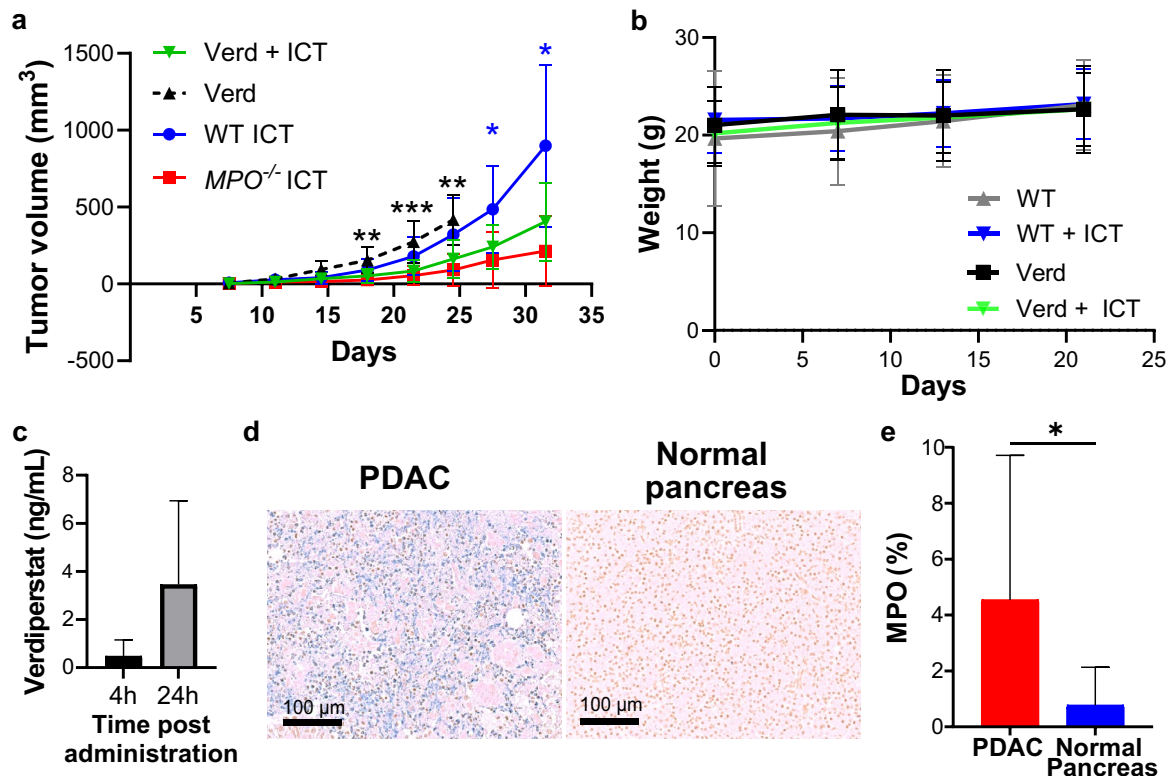 a
Tumor volume (mm³)
1500
1000
500
0
-500
Verd + ICT
Verd
WT ICT
MPO-/- ICT
** *** ** * *
5 10 15 20 25 30 35
Days
b
Weight (g)
30
20
10
0
WT
WT + ICT
Verd
Verd + ICT
0 5 10 15 20 25
Days
c
Verdiperstat (ng/mL)
8
6
4
2
0
4h 24h
Time post
administration
d
PDAC
Normal
pancreas
100 µm
100 µm
e
MPO (%)
10
8
6
4
2
0
*
PDAC Normal
Pancreas